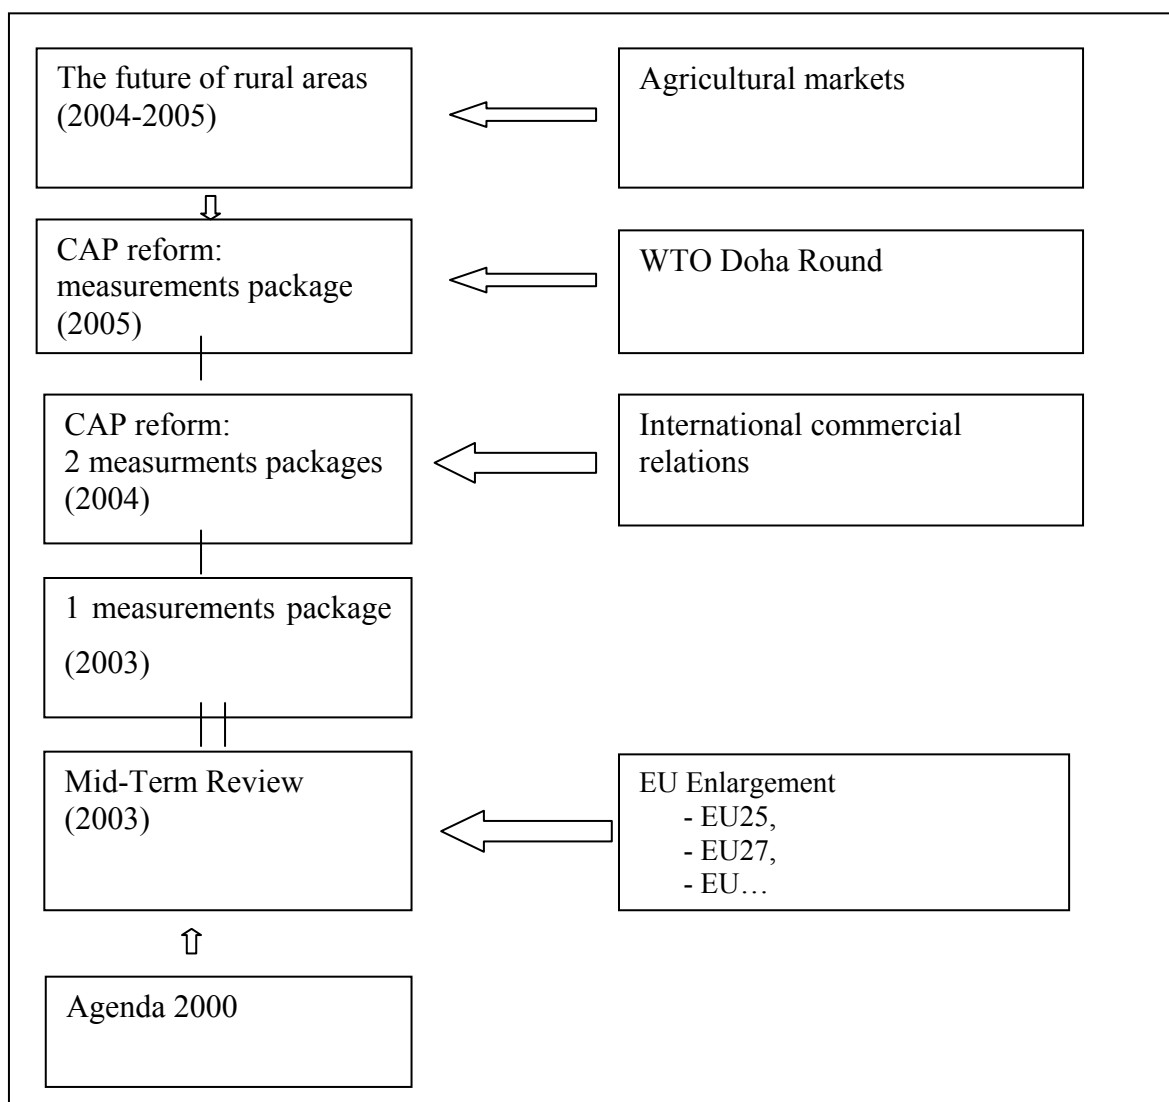 The future of rural areas
(2004-2005)
Agricultural markets
CAP reform:
measurements package
(2005)
WTO Doha Round
CAP reform:
2 measurments packages
(2004)
International commercial
relations
1 measurements package
(2003)
Mid-Term Review
(2003)
EU Enlargement
- EU25,
- EU27,
- EU…
Agenda 2000